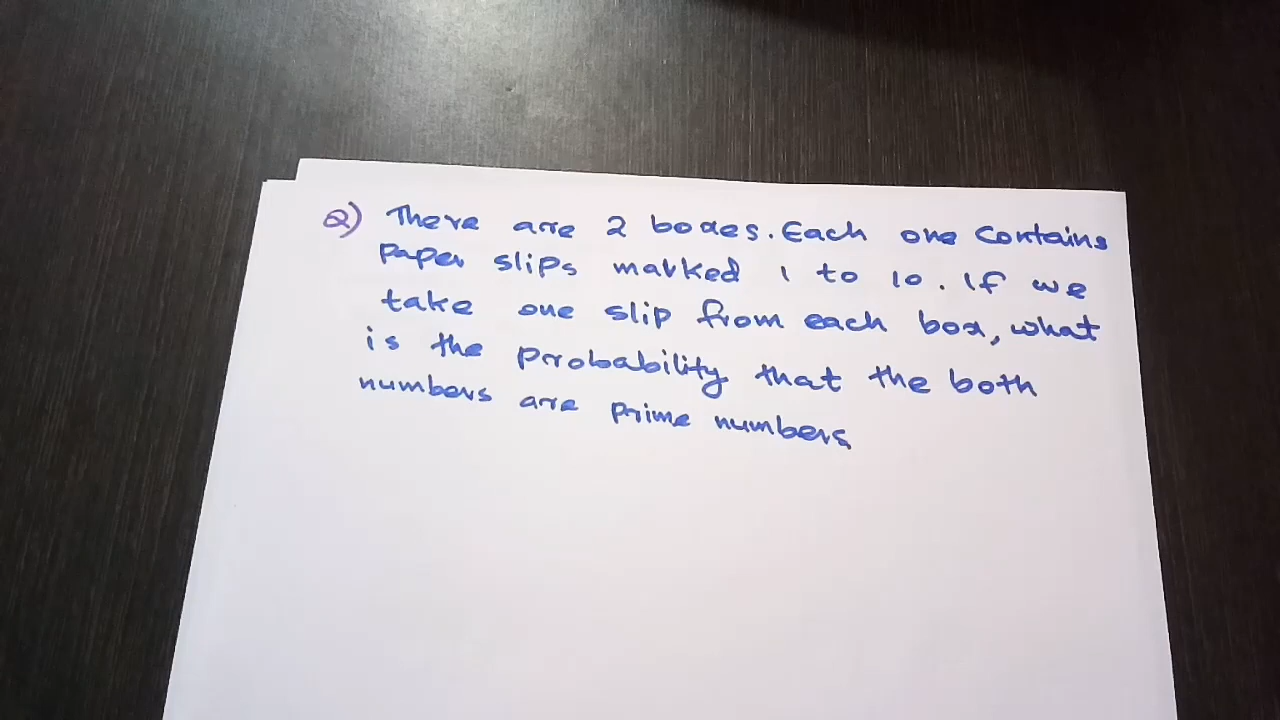 Q) There are 2 boxes. Each one contains
paper slips marked 1 to 10. If we
take one slip from each box, what
is the probability that the both
numbers are prime numbers